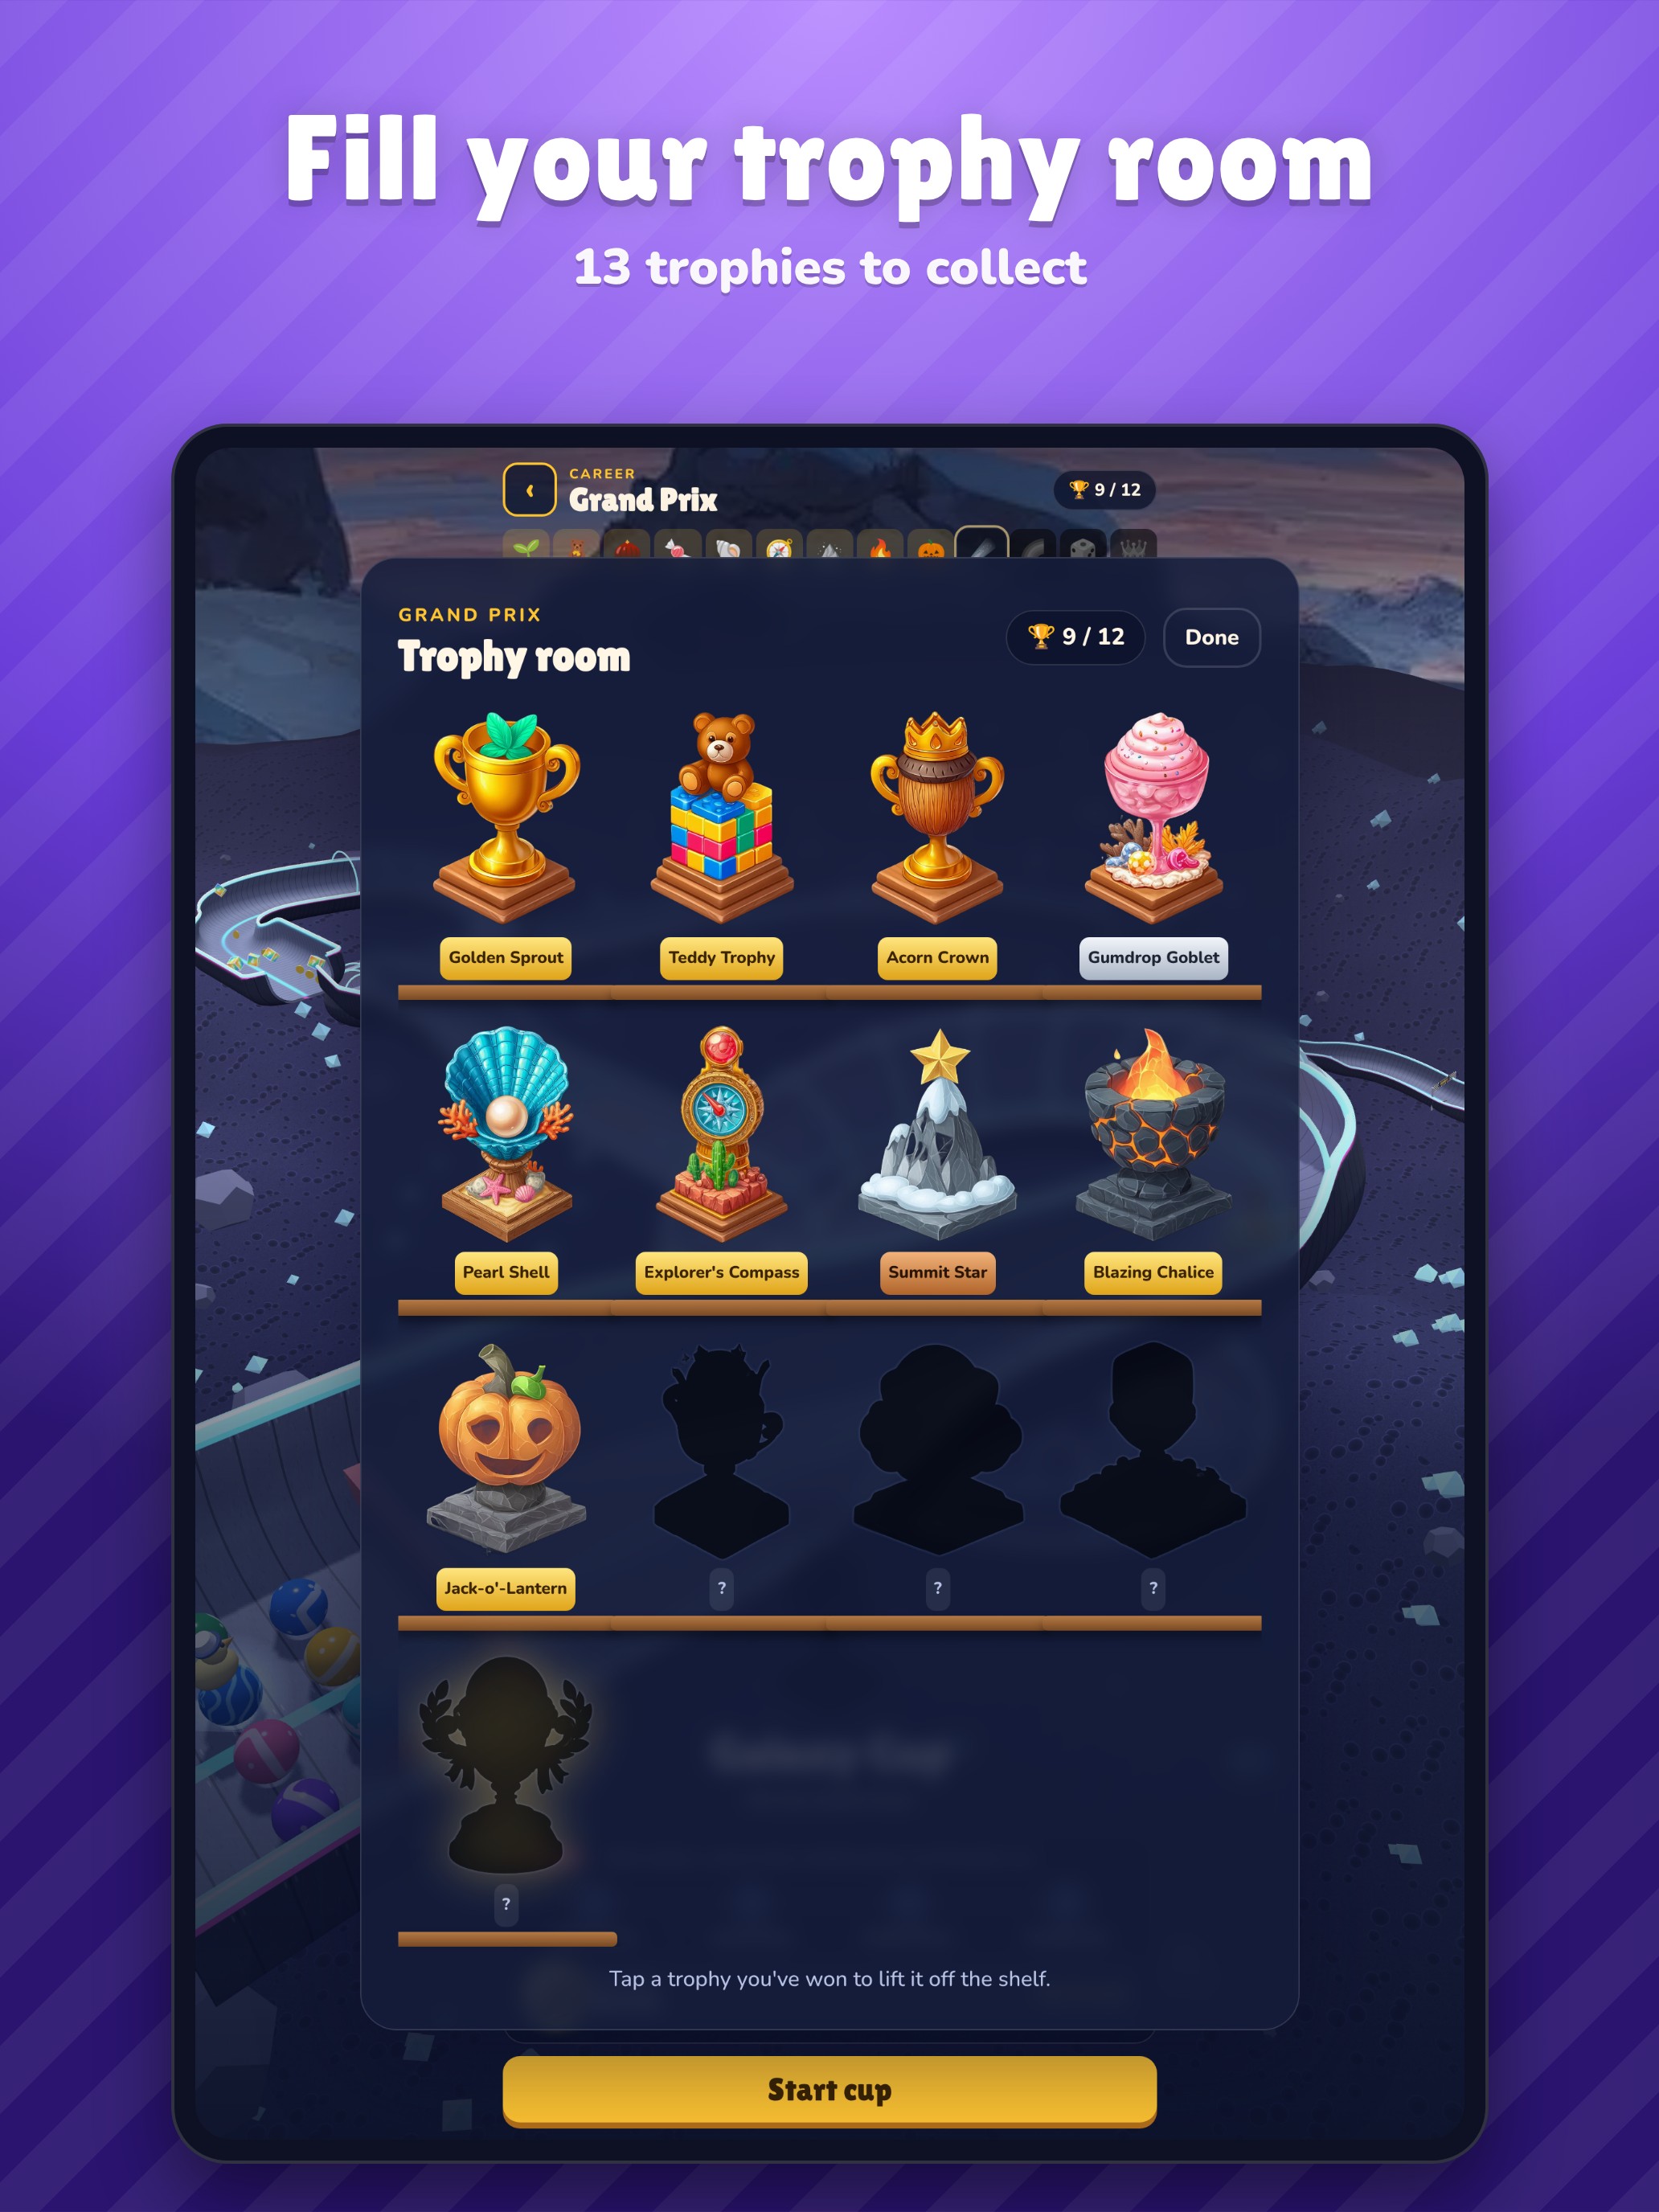 Fill your trophy room
13 trophies to collect
CAREER
Grand Prix
9 / 12
GRAND PRIX
Trophy room
9 / 12
Done
Golden Sprout
Teddy Trophy
Acorn Crown
Gumdrop Goblet
Pearl Shell
Explorer's Compass
Summit Star
Blazing Chalice
Jack-o'-Lantern
?
?
?
?
Tap a trophy you've won to lift it off the shelf.
Start cup